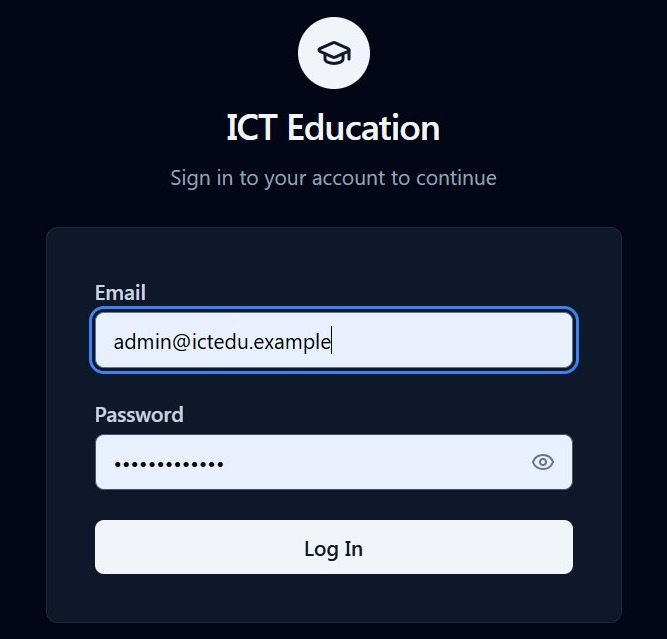 ICT Education
Sign in to your account to continue
Email
admin@ictedu.example
Password
•••••••••••••
Log In